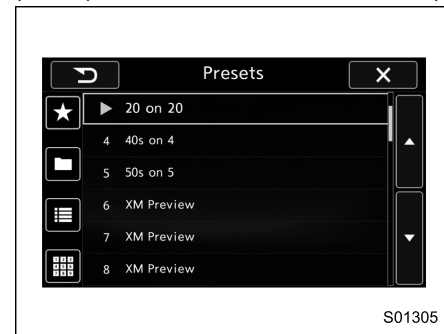 Presets
20 on 20
4 40s on 4
5 50s on 5
6 XM Preview
7 XM Preview
8 XM Preview
S01305